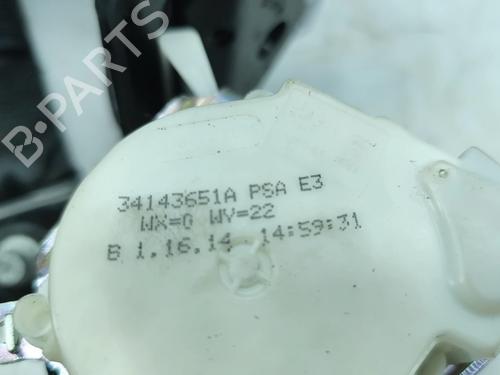 B-PARTS
34143651A PSA E3
WX=0 WY=22
B 1.16.14 14:59:31